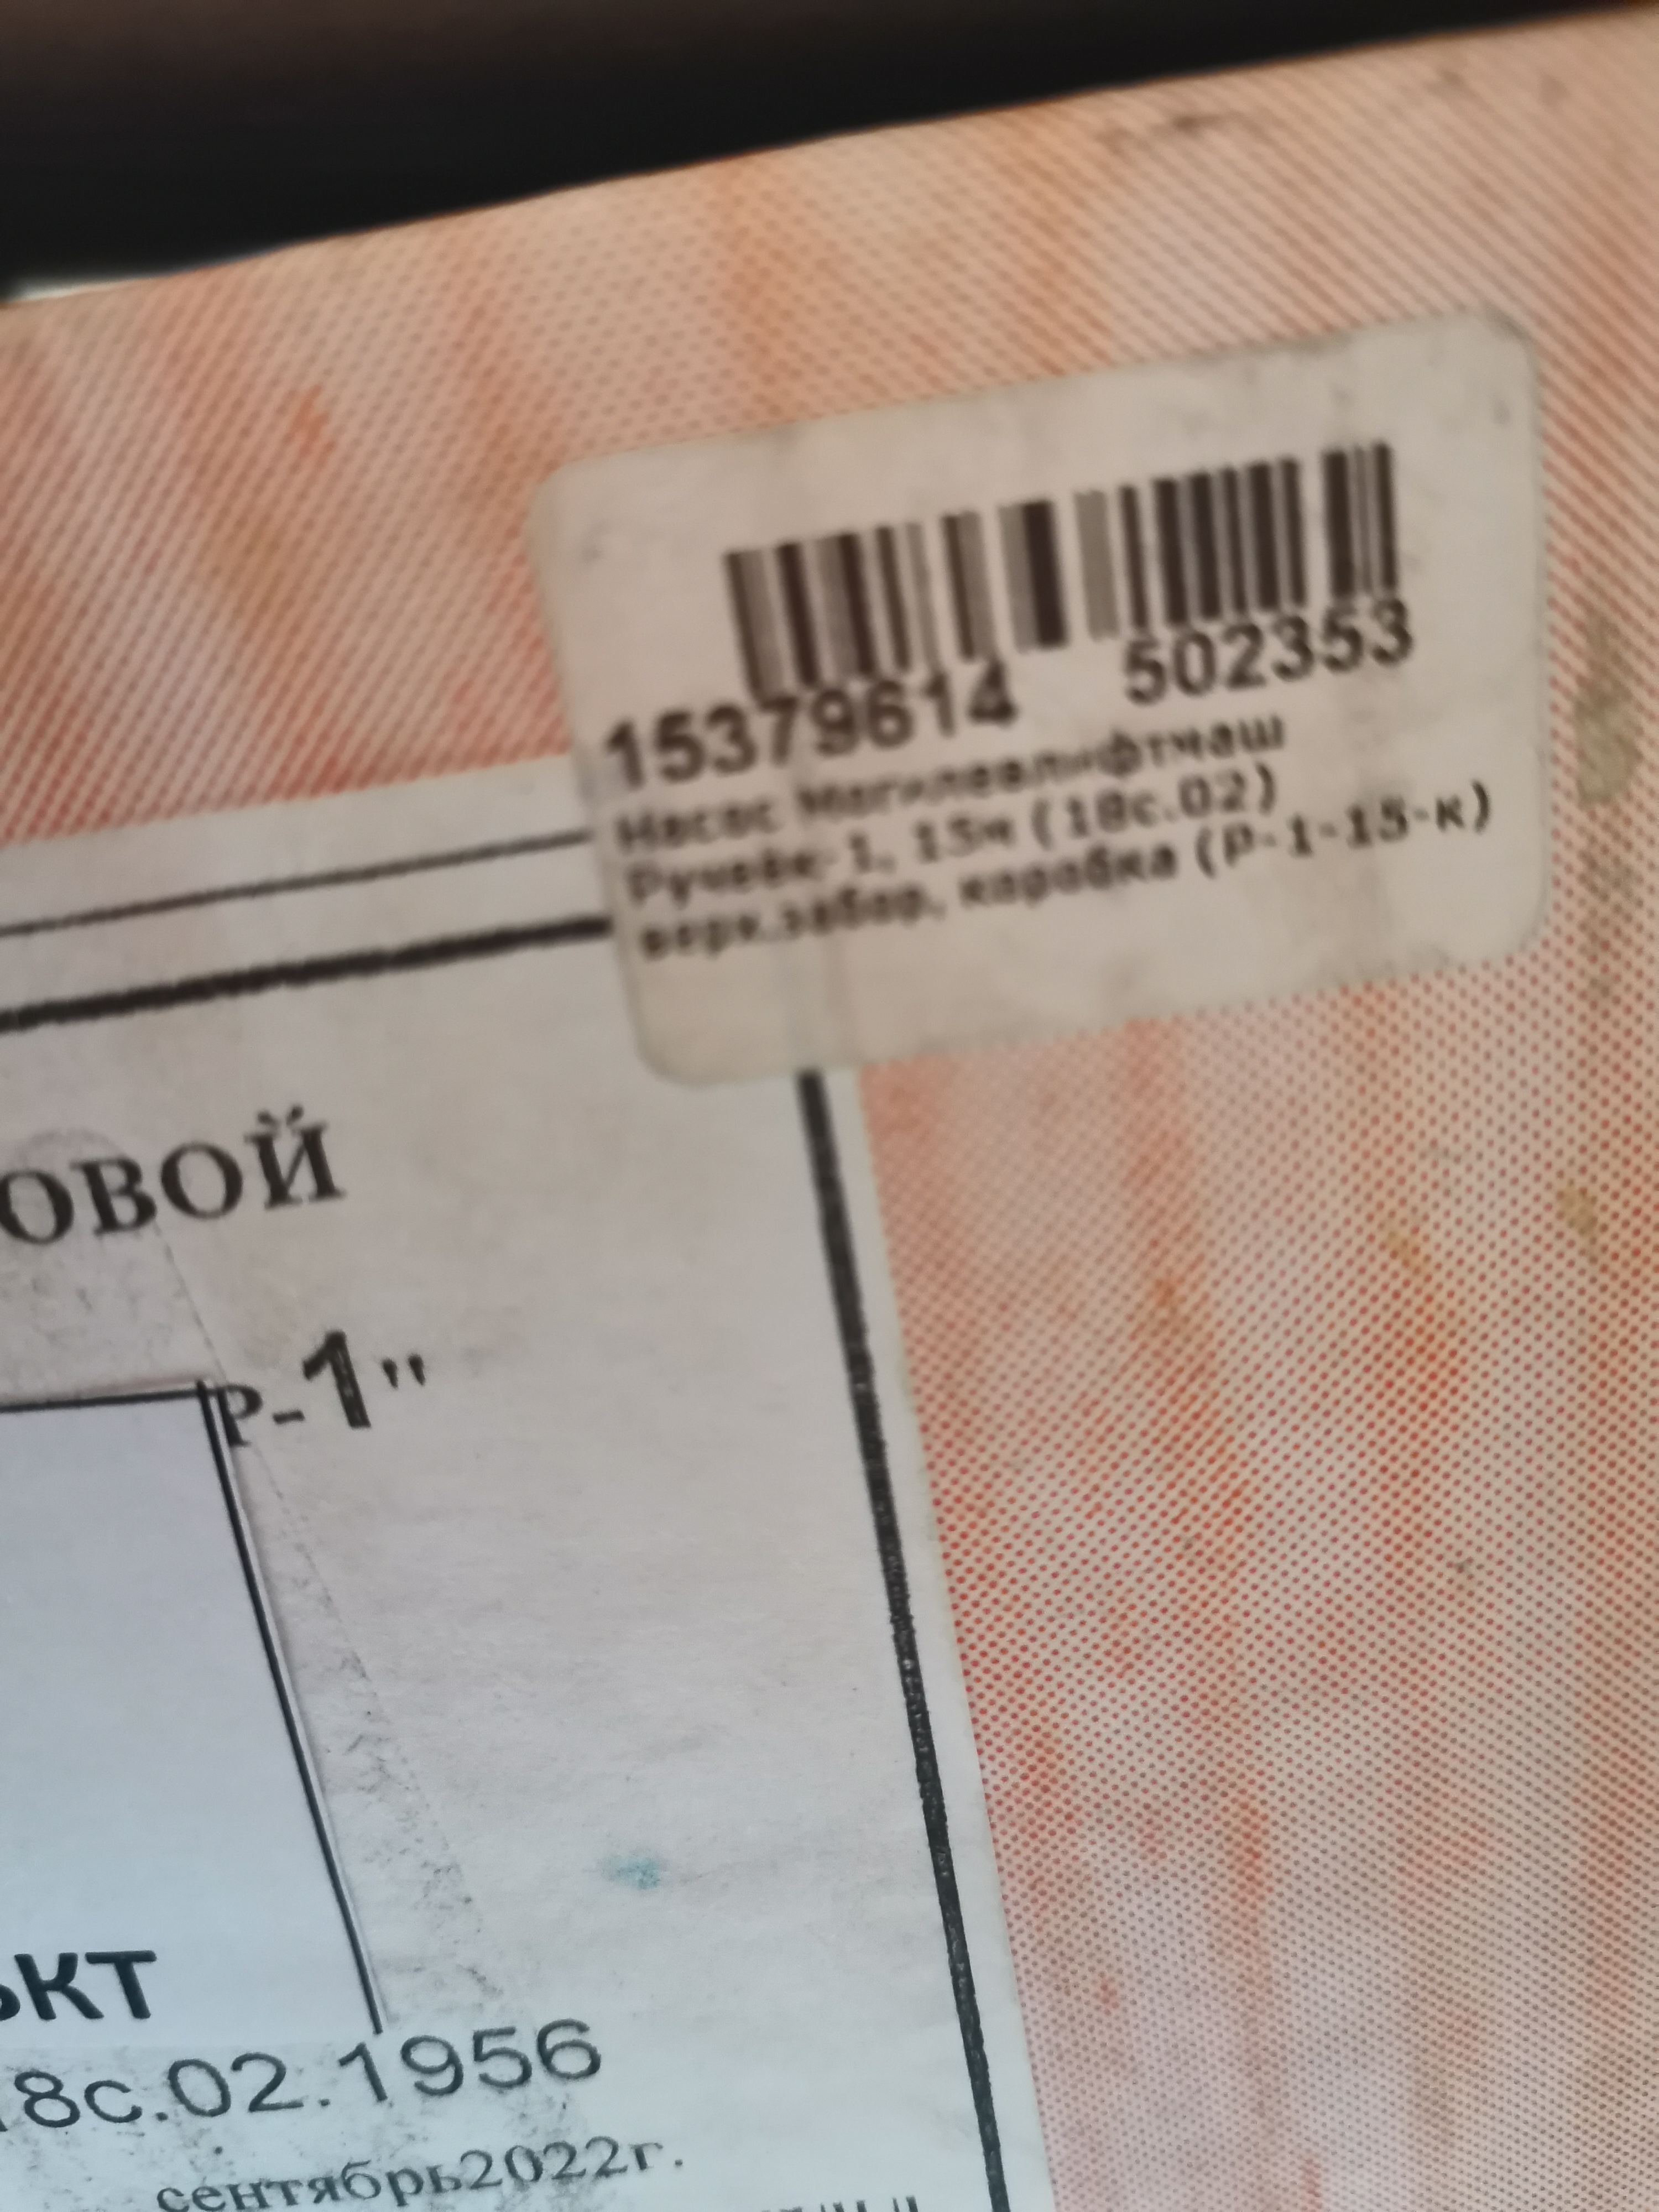 15379614 502353
Насос Могилевлифтмаш
Ручеёк-1, 15м (18с.02)
верх.забор, коробка (Р-1-15-к)
ОВОЙ
Р-1"
КТ
8с.02.1956
сентябрь2022г.